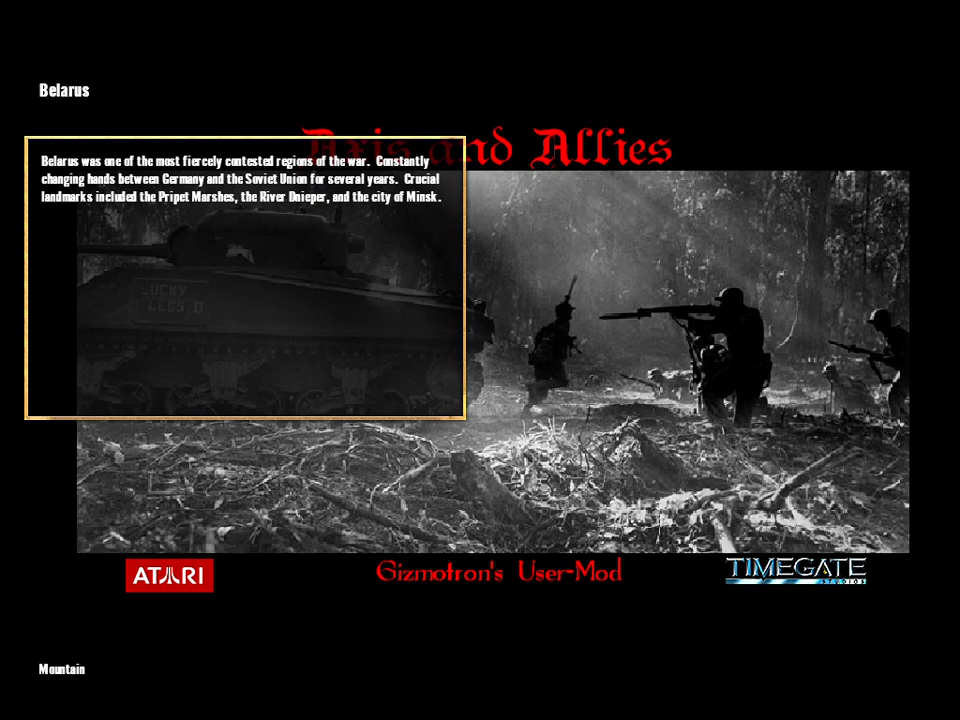 Belarus
Axis and Allies
Belarus was one of the most fiercely contested regions of the war. Constantly
changing hands between Germany and the Soviet Union for several years. Crucial
landmarks included the Pripet Marshes, the River Dnieper, and the city of Minsk.
LUCKY
LEGS II
ATARI
Gizmotron's User-Mod
TIMEGATE
STUDIOS
Mountain